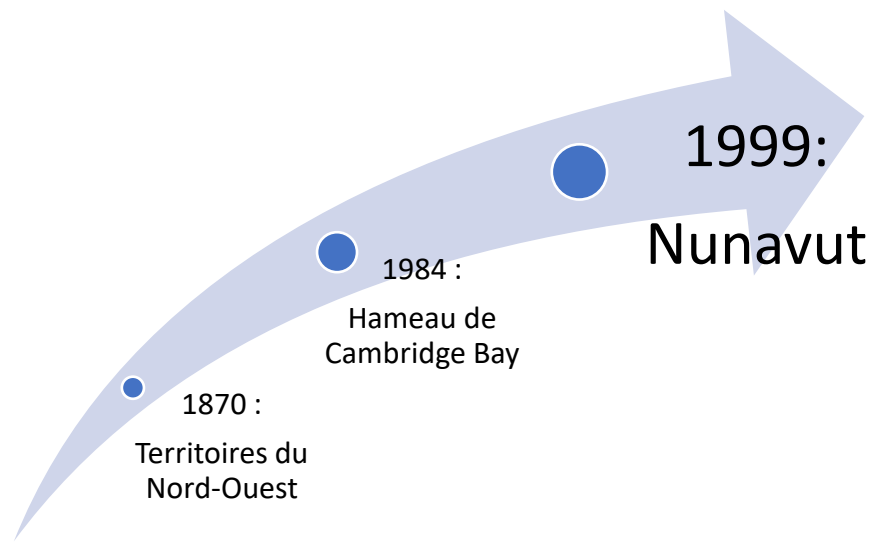 1870 :
Territoires du
Nord-Ouest
1984 :
Hameau de
Cambridge Bay
1999:
Nunavut